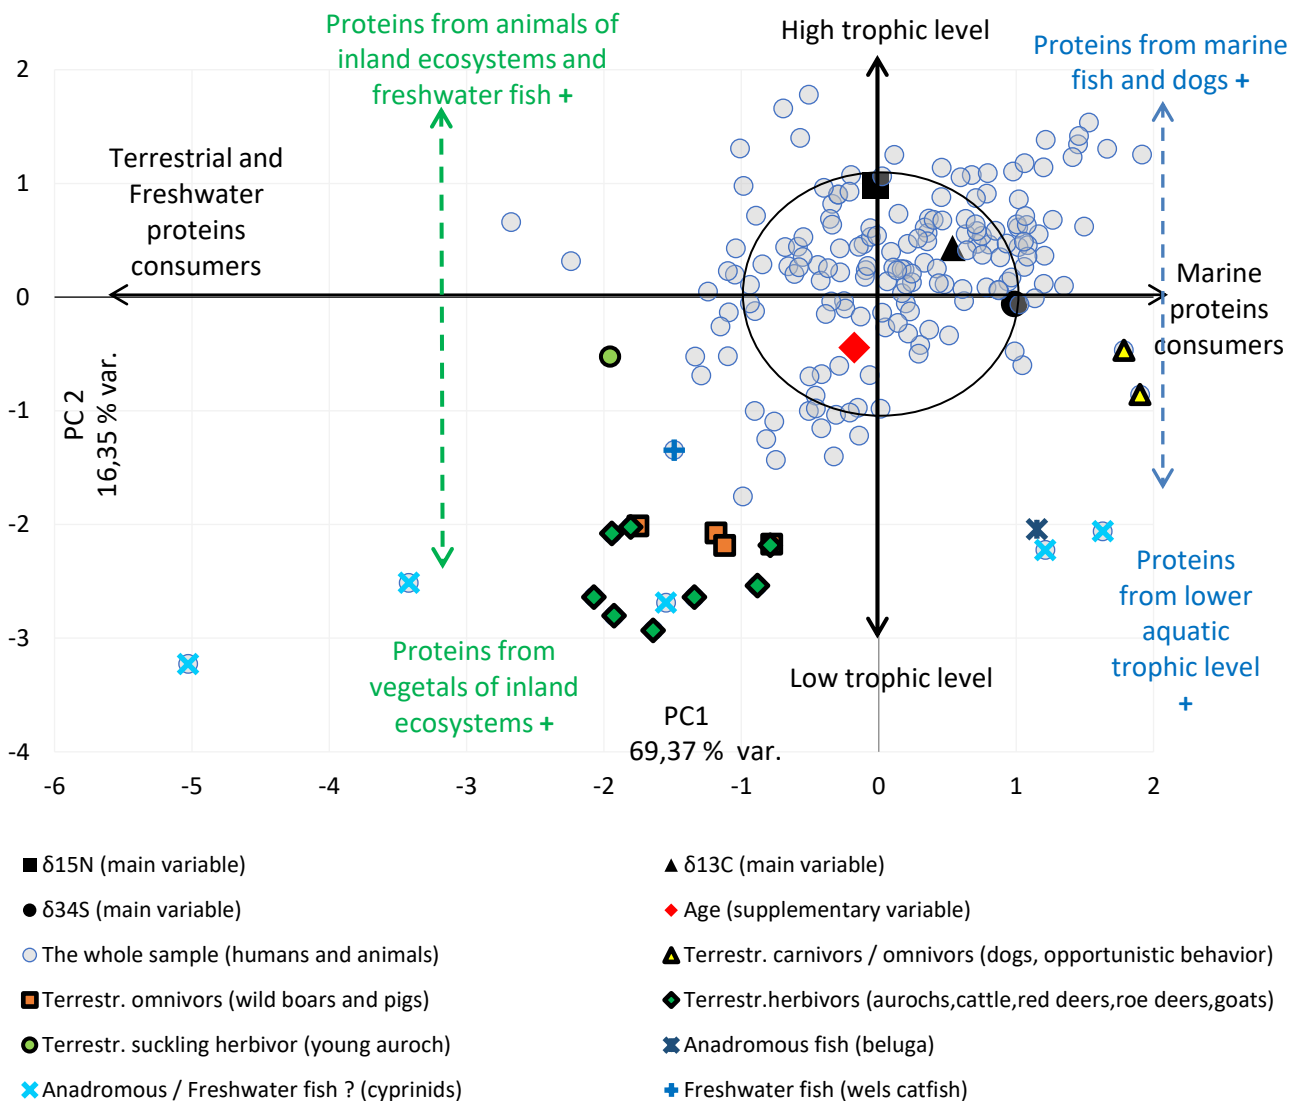 Proteins from animals of
inland ecosystems and
freshwater fish +
High trophic level
Proteins from marine
fish and dogs +
Terrestrial and
Freshwater
proteins
consumers
Marine
proteins
consumers
2
1
0
-1
-2
-3
-4
PC 2
16,35 % var.
Proteins from
vegetals of inland
ecosystems +
Low trophic level
Proteins
from lower
aquatic
trophic level
+
PC1
69,37 % var.
-6 -5 -4 -3 -2 -1 0 1 2
δ15N (main variable)
δ13C (main variable)
δ34S (main variable)
Age (supplementary variable)
The whole sample (humans and animals)
Terrestr. carnivors / omnivors (dogs, opportunistic behavior)
Terrestr. omnivors (wild boars and pigs)
Terrestr.herbivors (aurochs,cattle,red deers,roe deers,goats)
Terrestr. suckling herbivor (young auroch)
Anadromous fish (beluga)
Anadromous / Freshwater fish ? (cyprinids)
Freshwater fish (wels catfish)